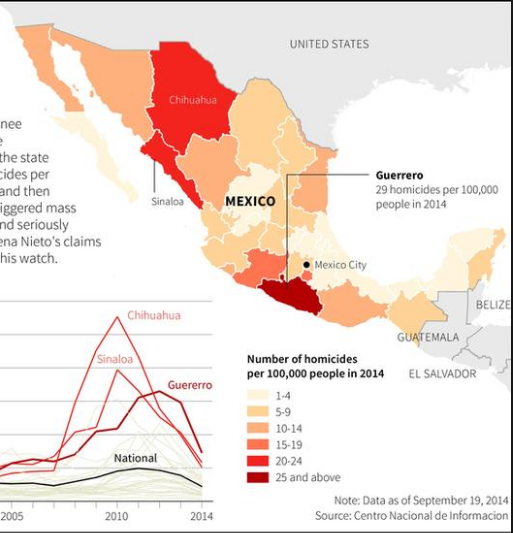 UNITED STATES
Chihuahua
nee
the state
cides per
and then
iggered mass
nd seriously
ena Nieto's claims
his watch.
Sinaloa
MEXICO
Guerrero
29 homicides per 100,000
people in 2014
Mexico City
BELIZE
GUATEMALA
EL SALVADOR
Chihuahua
Sinaloa
Guererro
National
2005
2010
2014
Number of homicides
per 100,000 people in 2014
1-4
5-9
10-14
15-19
20-24
25 and above
Note: Data as of September 19, 2014
Source: Centro Nacional de Informacion